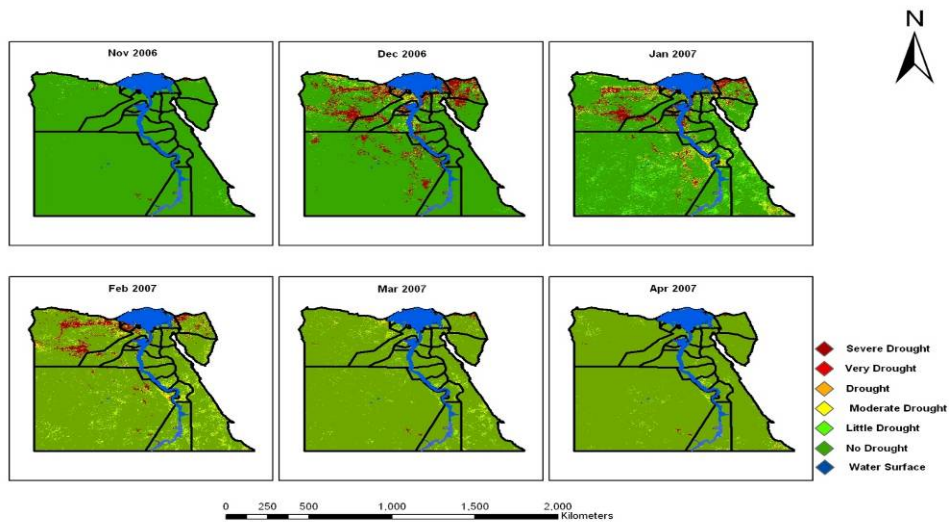 N
Nov 2006
Dec 2006
Jan 2007
Feb 2007
Mar 2007
Apr 2007
Severe Drought
Very Drought
Drought
Moderate Drought
Little Drought
No Drought
Water Surface
0 250 500 1,000 1,500 2,000
Kilometers